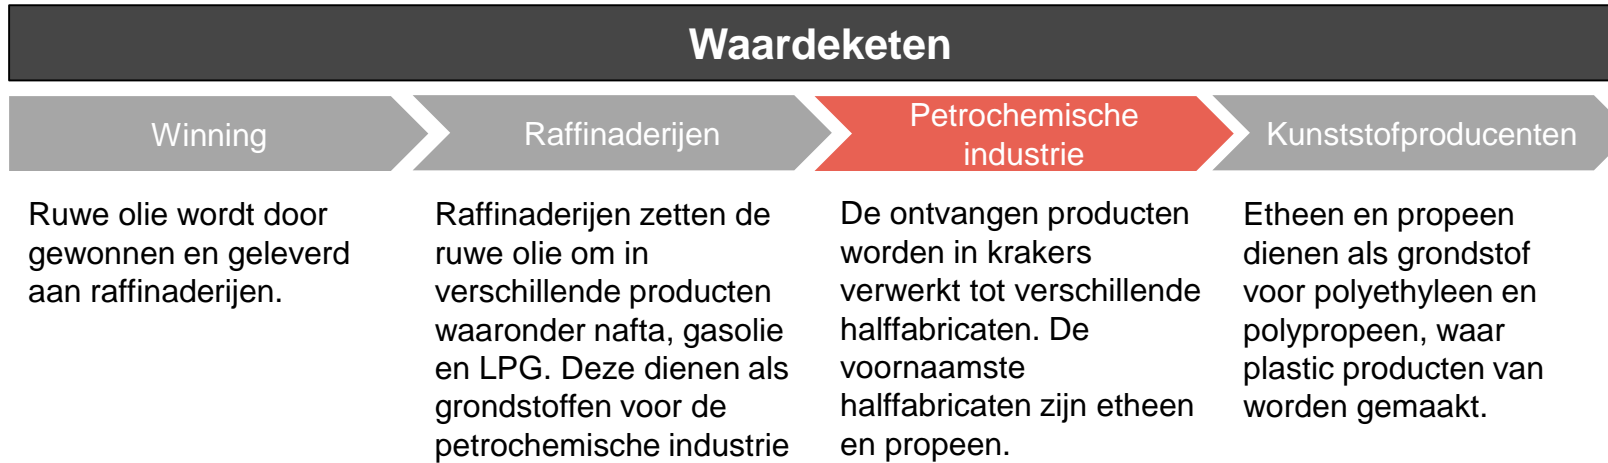 Waardeketen
Winning
Raffinaderijen
Petrochemische
industrie
Kunststofproducenten
Ruwe olie wordt door
gewonnen en geleverd
aan raffinaderijen.
Raffinaderijen zetten de
ruwe olie om in
verschillende producten
waaronder nafta, gasolie
en LPG. Deze dienen als
grondstoffen voor de
petrochemische industrie
De ontvangen producten
worden in krakers
verwerkt tot verschillende
halffabricaten. De
voornaamste
halffabricaten zijn etheen
en propeen.
Etheen en propeen
dienen als grondstof
voor polyethyleen en
polypropeen, waar
plastic producten van
worden gemaakt.